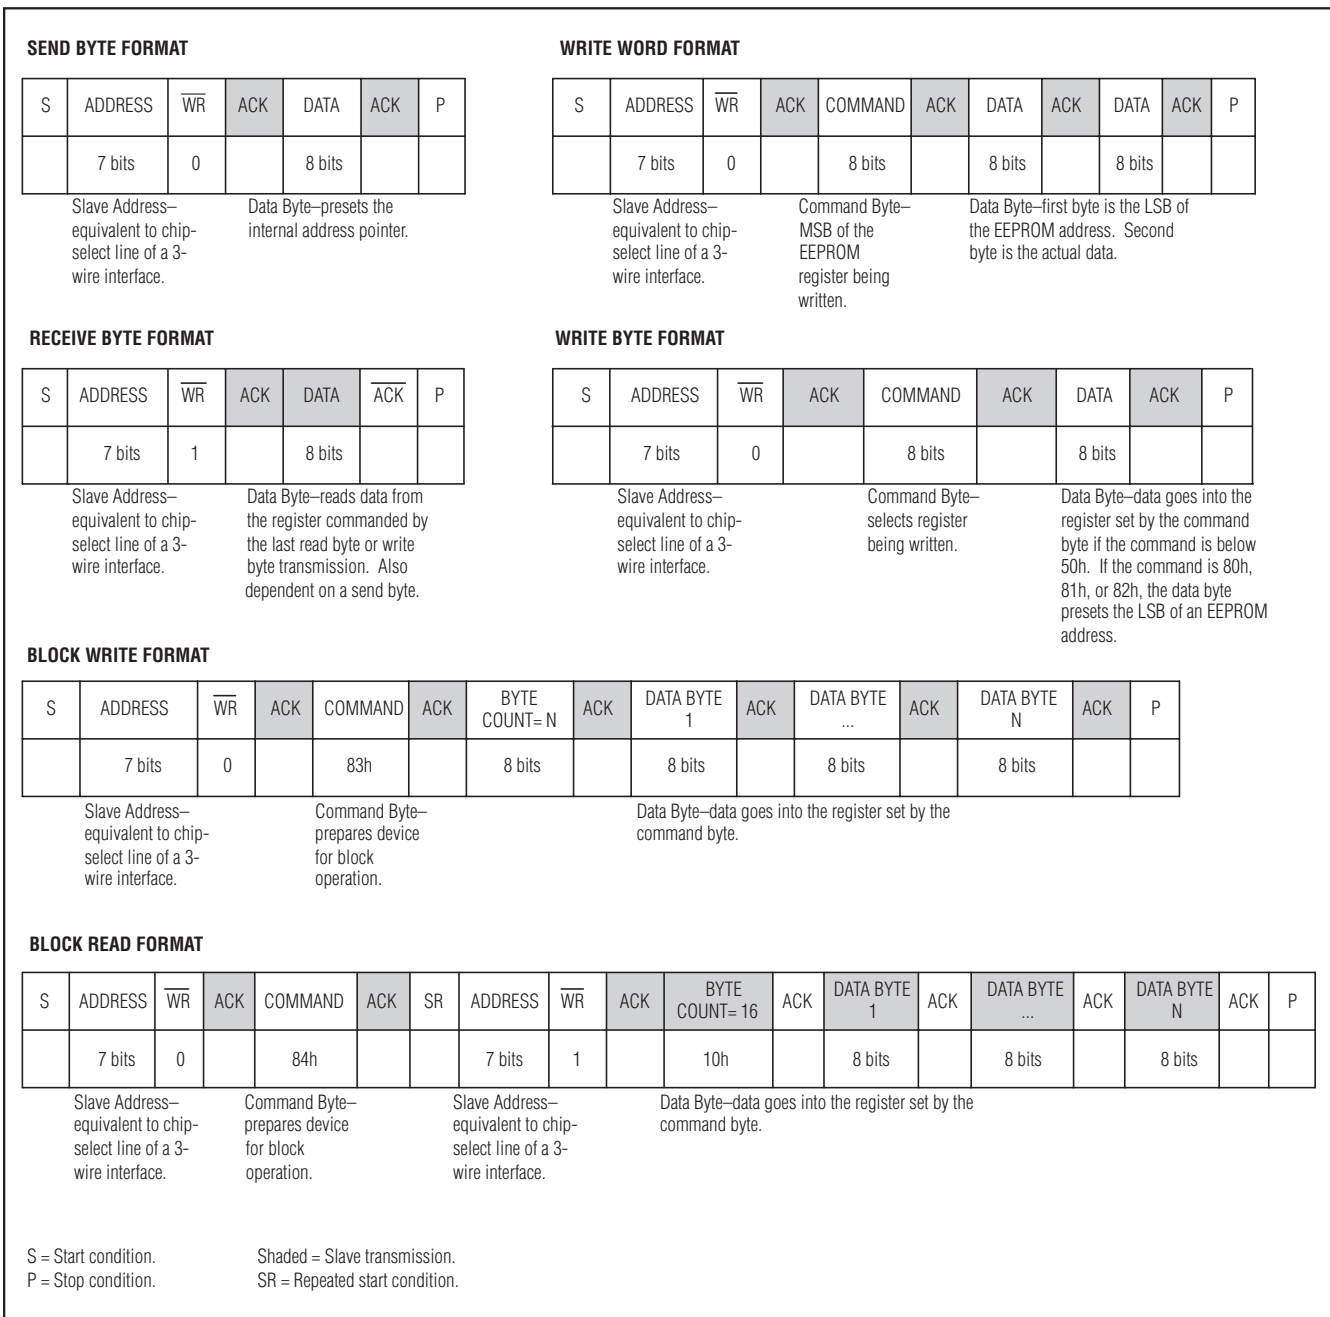 SEND BYTE FORMAT
S ADDRESS WR ACK DATA ACK P
7 bits 0 8 bits
Slave Address–
equivalent to chip-
select line of a 3-
wire interface.
Data Byte–presets the
internal address pointer.
WRITE WORD FORMAT
S ADDRESS WR ACK COMMAND ACK DATA ACK DATA ACK P
7 bits 0 8 bits 8 bits 8 bits
Slave Address–
equivalent to chip-
select line of a 3-
wire interface.
Command Byte–
MSB of the
EEPROM
register being
written.
Data Byte–first byte is the LSB of
the EEPROM address. Second
byte is the actual data.
RECEIVE BYTE FORMAT
S ADDRESS WR ACK DATA ACK P
7 bits 1 8 bits
Slave Address–
equivalent to chip-
select line of a 3-
wire interface.
Data Byte–reads data from
the register commanded by
the last read byte or write
byte transmission. Also
dependent on a send byte.
WRITE BYTE FORMAT
S ADDRESS WR ACK COMMAND ACK DATA ACK P
7 bits 0 8 bits 8 bits
Slave Address–
equivalent to chip-
select line of a 3-
wire interface.
Command Byte–
selects register
being written.
Data Byte–data goes into the
register set by the command
byte if the command is below
50h. If the command is 80h,
81h, or 82h, the data byte
presets the LSB of an EEPROM
address.
BLOCK WRITE FORMAT
S ADDRESS WR ACK COMMAND ACK BYTE COUNT= N ACK DATA BYTE 1 ACK DATA BYTE ... ACK DATA BYTE N ACK P
7 bits 0 83h 8 bits 8 bits 8 bits 8 bits
Slave Address–
equivalent to chip-
select line of a 3-
wire interface.
Command Byte–
prepares device
for block
operation.
Data Byte–data goes into the register set by the
command byte.
BLOCK READ FORMAT
S ADDRESS WR ACK COMMAND ACK SR ADDRESS WR ACK BYTE COUNT= 16 ACK DATA BYTE 1 ACK DATA BYTE ... ACK DATA BYTE N ACK P
7 bits 0 84h 7 bits 1 10h 8 bits 8 bits 8 bits
Slave Address–
equivalent to chip-
select line of a 3-
wire interface.
Command Byte–
prepares device
for block
operation.
Slave Address–
equivalent to chip-
select line of a 3-
wire interface.
Data Byte–data goes into the register set by the
command byte.
S = Start condition.
P = Stop condition.
Shaded = Slave transmission.
SR = Repeated start condition.